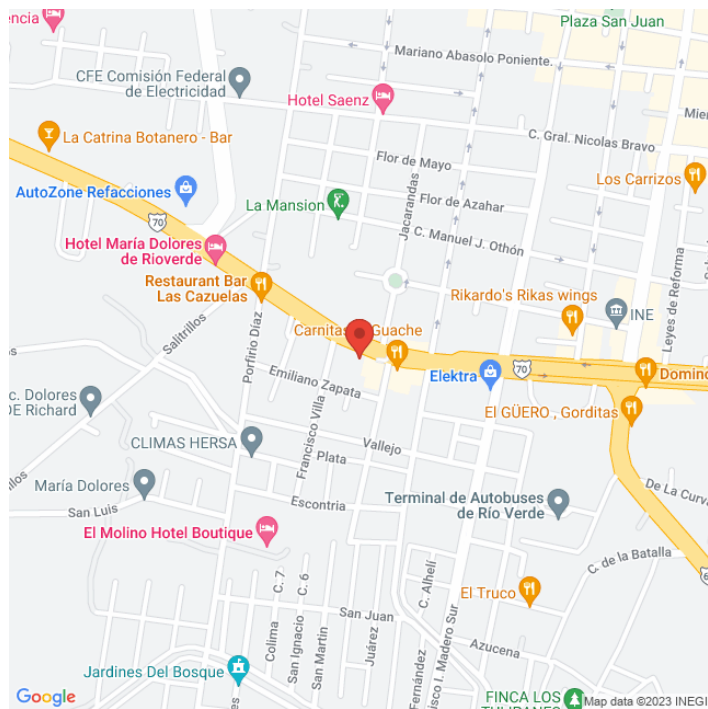 encia
Plaza San Juan
Mariano Abasolo Poniente.
CFE Comisión Federal
de Electricidad
Hotel Saenz
La Catrina Botanero - Bar
C. Gral. Nicolas Bravo
Mier
Flor de Mayo
Los Carrizos
AutoZone Refacciones
La Mansion
Flor de Azahar
70
Jacarandas
C. Manuel J. Othón
Hotel María Dolores
de Rioverde
Restaurant Bar
Las Cazuelas
Leyes de Reforma
Salitrillos
Porfirio Díaz
Rikardo's Rikas wings
INE
Carnitas
Guache
Emiliano Zapata
Elektra
70
Domino
c. Dolores
DE Richard
El GÜERO , Gorditas
Francisco Villa
CLIMAS HERSA
Vallejo
Plata
María Dolores
San Luis
Escontria
Terminal de Autobuses
de Río Verde
De La Curva
El Molino Hotel Boutique
C. de la Batalla
C. 7
C. 6
C. Alhelí
El Truco
San Juan
Colima
San Ignacio
San Martin
Juárez
Fernández
cisco I. Madero Sur
Azucena
Jardines Del Bosque
FINCA LOS
TULIPANES
Google
Map data ©2023 INEGI